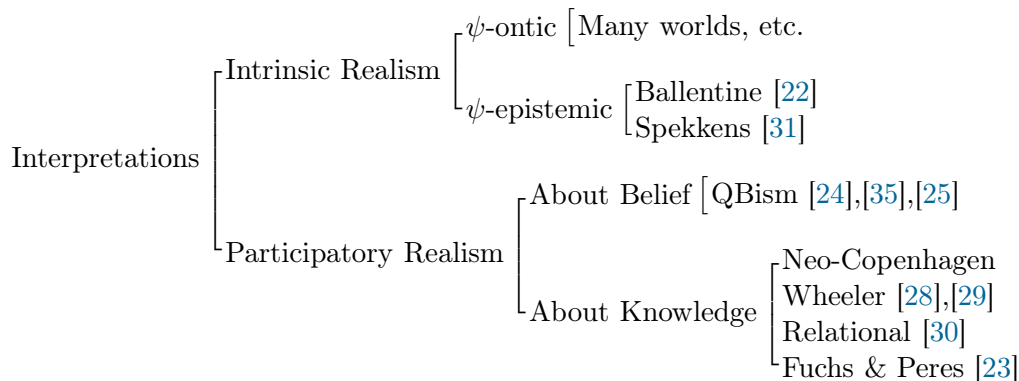 ψ-ontic [Many worlds, etc.
Intrinsic Realism
ψ-epistemic
Ballentine [22]
Spekkens [31]
Interpretations
About Belief [QBism [24],[35],[25]
Participatory Realism
About Knowledge
Neo-Copenhagen
Wheeler [28],[29]
Relational [30]
Fuchs & Peres [23]